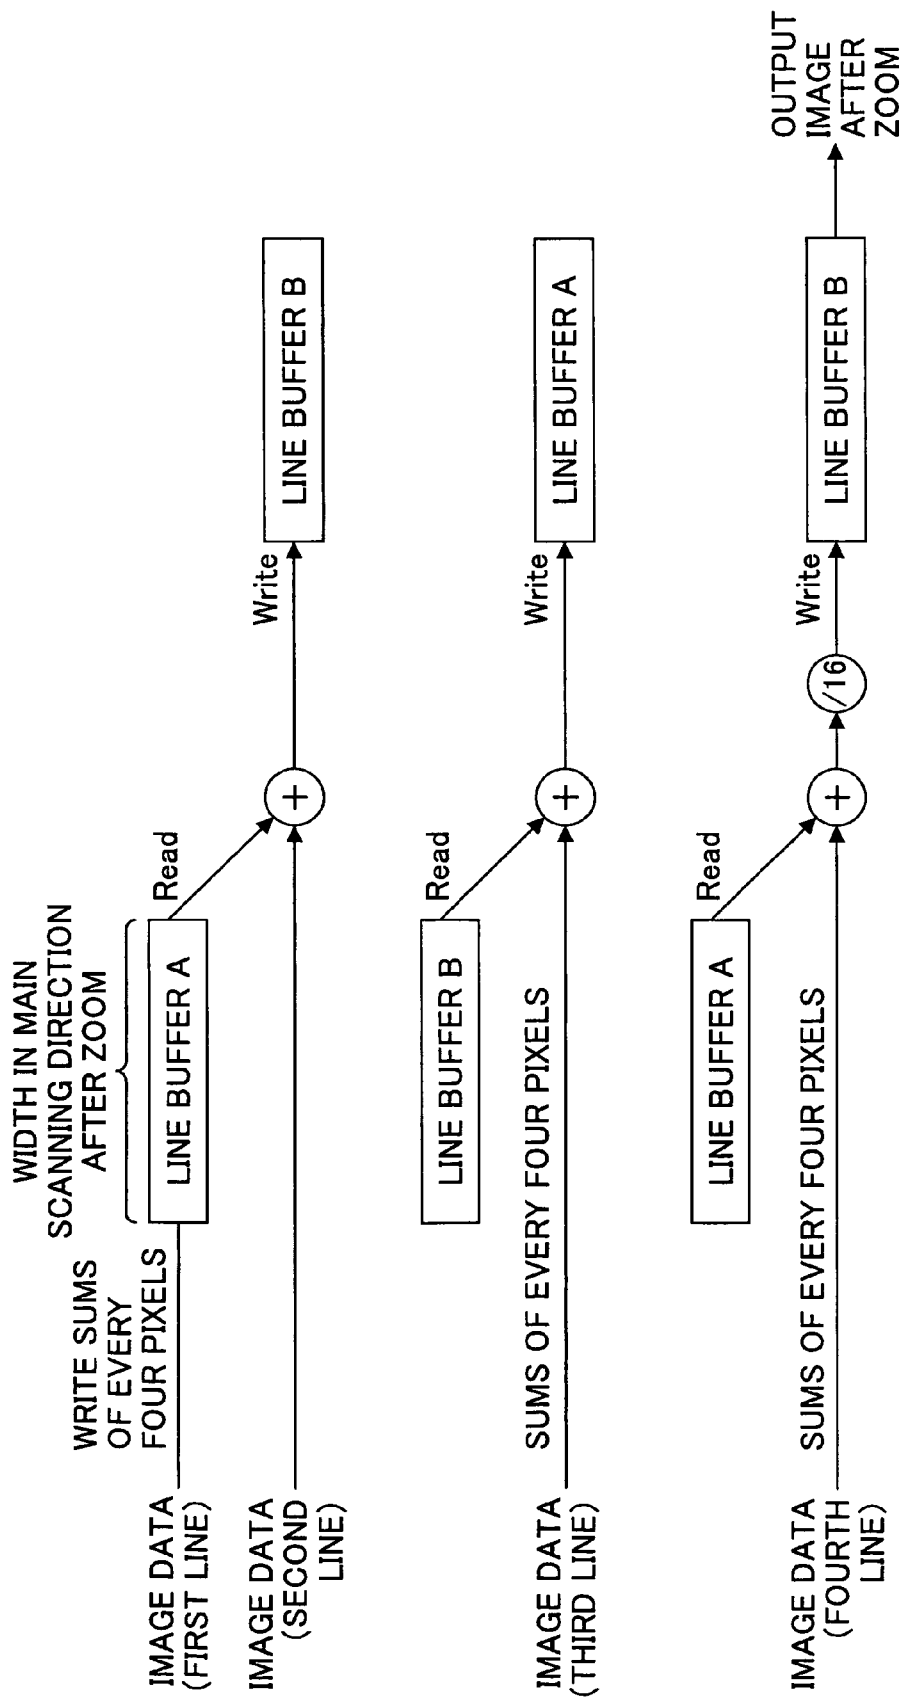 WIDTH IN MAIN
SCANNING DIRECTION
AFTER ZOOM
WRITE SUMS
OF EVERY
FOUR PIXELS
IMAGE DATA
(FIRST LINE)
LINE BUFFER A
Read
IMAGE DATA
(SECOND
LINE)
+
Write
LINE BUFFER B
LINE BUFFER B
Read
IMAGE DATA
(THIRD LINE)
SUMS OF EVERY FOUR PIXELS
+
Write
LINE BUFFER A
LINE BUFFER A
Read
IMAGE DATA
(FOURTH
LINE)
SUMS OF EVERY FOUR PIXELS
+
/16
Write
LINE BUFFER B
OUTPUT
IMAGE
AFTER
ZOOM